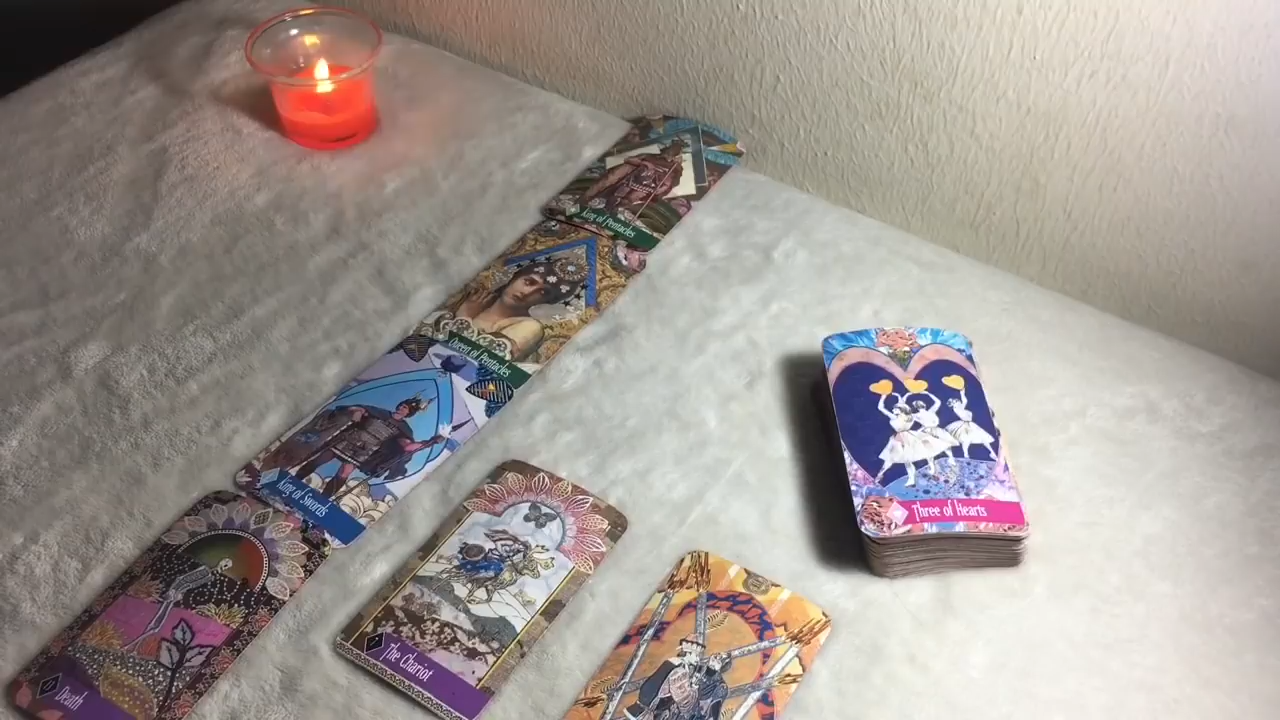 King of Pentacles
Queen of Pentacles
King of Swords
Three of Hearts
The Chariot
Death